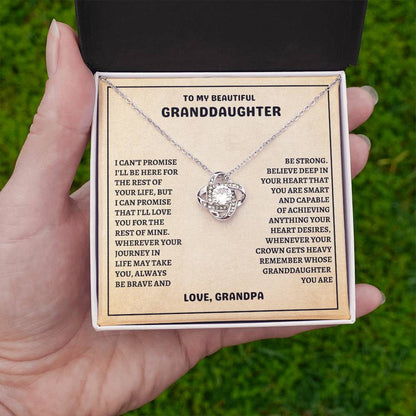 TO MY BEAUTIFUL
GRANDDAUGHTER
I CAN'T PROMISE
I'LL BE HERE FOR
THE REST OF
YOUR LIFE, BUT
I CAN PROMISE
THAT I'LL LOVE
YOU FOR THE
REST OF MINE.
WHEREVER YOUR
JOURNEY IN
LIFE MAY TAKE
YOU, ALWAYS
BE BRAVE AND
BE STRONG.
BELIEVE DEEP IN
YOUR HEART THAT
YOU ARE SMART
AND CAPABLE
OF ACHIEVING
ANYTHING YOUR
HEART DESIRES,
WHENEVER YOUR
CROWN GETS HEAVY
REMEMBER WHOSE
GRANDDAUGHTER
YOU ARE
LOVE, GRANDPA